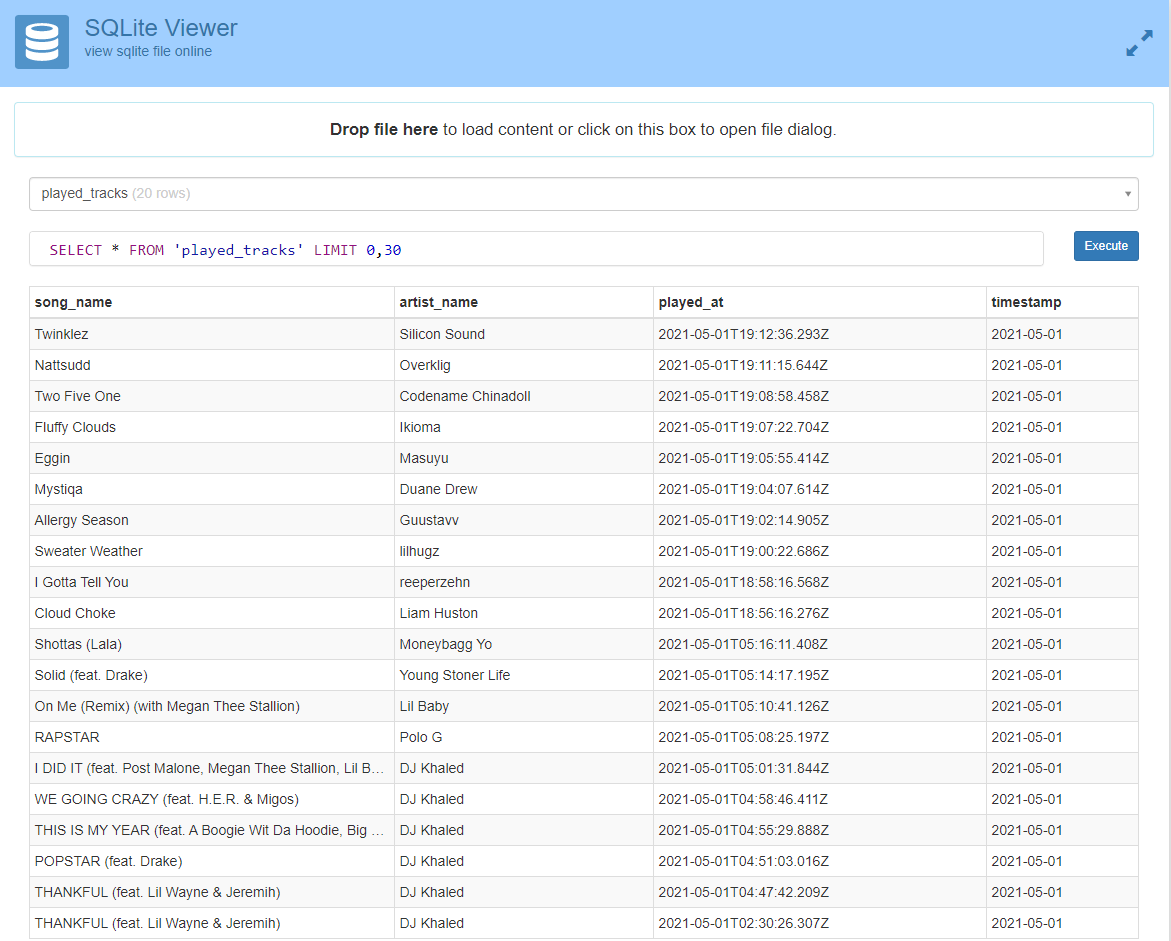 SQLite Viewer
view sqlite file online
Drop file here to load content or click on this box to open file dialog.
played_tracks (20 rows)
SELECT * FROM 'played_tracks' LIMIT 0,30
Execute
song_name artist_name played_at timestamp
Twinklez Silicon Sound 2021-05-01T19:12:36.293Z 2021-05-01
Nattsudd Overklig 2021-05-01T19:11:15.644Z 2021-05-01
Two Five One Codename Chinadoll 2021-05-01T19:08:58.458Z 2021-05-01
Fluffy Clouds Ikioma 2021-05-01T19:07:22.704Z 2021-05-01
Eggin Masuyu 2021-05-01T19:05:55.414Z 2021-05-01
Mystiqa Duane Drew 2021-05-01T19:04:07.614Z 2021-05-01
Allergy Season Guustavv 2021-05-01T19:02:14.905Z 2021-05-01
Sweater Weather lilhugz 2021-05-01T19:00:22.686Z 2021-05-01
I Gotta Tell You reeperzehn 2021-05-01T18:58:16.568Z 2021-05-01
Cloud Choke Liam Huston 2021-05-01T18:56:16.276Z 2021-05-01
Shottas (Lala) Moneybagg Yo 2021-05-01T05:16:11.408Z 2021-05-01
Solid (feat. Drake) Young Stoner Life 2021-05-01T05:14:17.195Z 2021-05-01
On Me (Remix) (with Megan Thee Stallion) Lil Baby 2021-05-01T05:10:41.126Z 2021-05-01
RAPSTAR Polo G 2021-05-01T05:08:25.197Z 2021-05-01
I DID IT (feat. Post Malone, Megan Thee Stallion, Lil B… DJ Khaled 2021-05-01T05:01:31.844Z 2021-05-01
WE GOING CRAZY (feat. H.E.R. & Migos) DJ Khaled 2021-05-01T04:58:46.411Z 2021-05-01
THIS IS MY YEAR (feat. A Boogie Wit Da Hoodie, Big … DJ Khaled 2021-05-01T04:55:29.888Z 2021-05-01
POPSTAR (feat. Drake) DJ Khaled 2021-05-01T04:51:03.016Z 2021-05-01
THANKFUL (feat. Lil Wayne & Jeremih) DJ Khaled 2021-05-01T04:47:42.209Z 2021-05-01
THANKFUL (feat. Lil Wayne & Jeremih) DJ Khaled 2021-05-01T02:30:26.307Z 2021-05-01